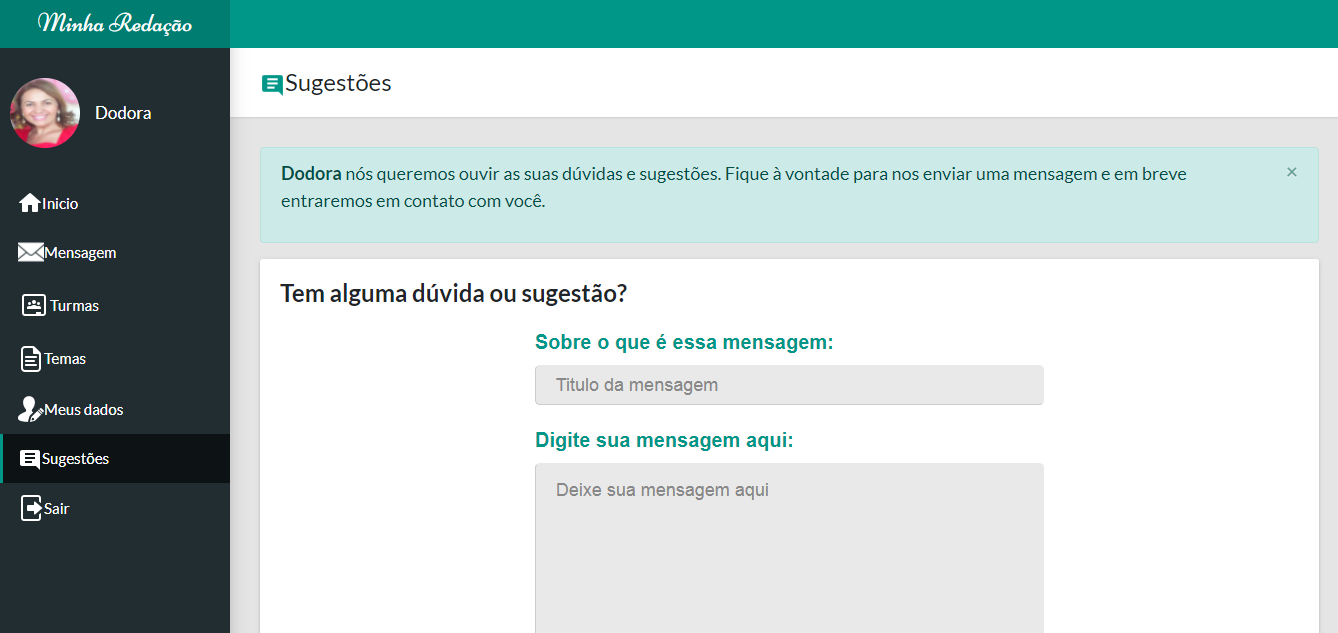 Minha Redação
Dodora
Inicio
Mensagem
Turmas
Temas
Meus dados
Sugestões
Sair
Sugestões
Dodora nós queremos ouvir as suas dúvidas e sugestões. Fique à vontade para nos enviar uma mensagem e em breve
entraremos em contato com você.
×
Tem alguma dúvida ou sugestão?
Sobre o que é essa mensagem:
Titulo da mensagem
Digite sua mensagem aqui:
Deixe sua mensagem aqui